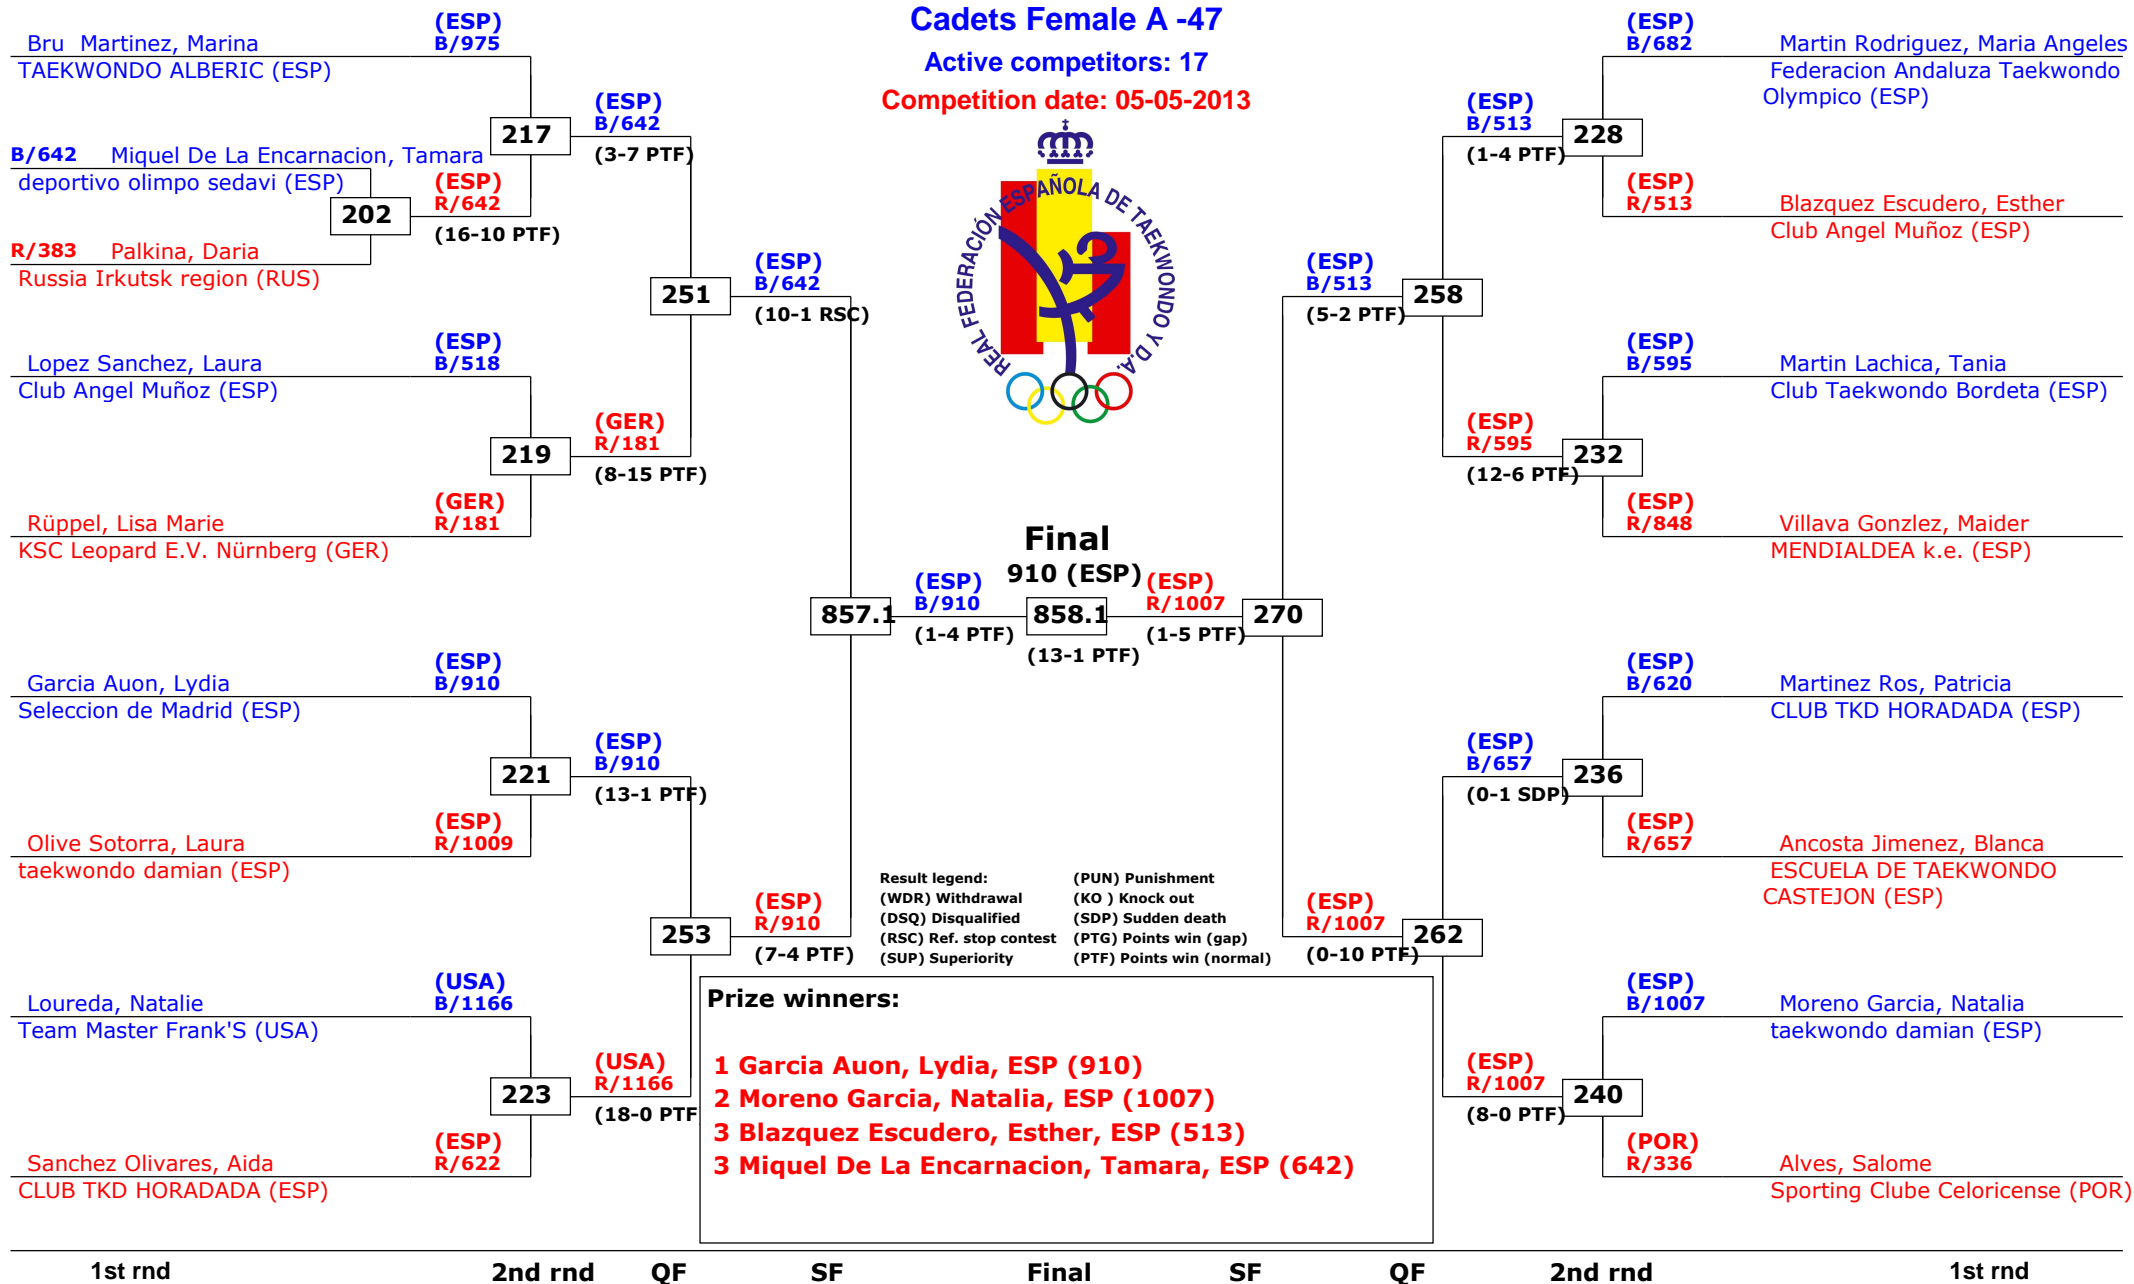 Cadets Female A -47
Active competitors: 17
Competition date: 05-05-2013
REAL FEDERACIÓN ESPAÑOLA DE TAEKWONDO Y D.A.
(ESP)
Bru  Martinez, Marina
B/975
TAEKWONDO ALBERIC (ESP)
217
(ESP)
B/642
(3-7 PTF)
B/642
Miquel De La Encarnacion, Tamara
deportivo olimpo sedavi (ESP)
202
(ESP)
R/642
(16-10 PTF)
R/383
Palkina, Daria
Russia Irkutsk region (RUS)
251
(ESP)
B/642
(10-1 RSC)
(ESP)
Lopez Sanchez, Laura
B/518
Club Angel Muñoz (ESP)
219
(GER)
R/181
(8-15 PTF)
(GER)
Rüppel, Lisa Marie
R/181
KSC Leopard E.V. Nürnberg (GER)
857.1
(ESP)
B/910
(1-4 PTF)
Final
910 (ESP)
858.1
(13-1 PTF)
(ESP)
R/1007
(1-5 PTF)
270
(ESP)
Garcia Auon, Lydia
B/910
Seleccion de Madrid (ESP)
221
(ESP)
B/910
(13-1 PTF)
(ESP)
Olive Sotorra, Laura
R/1009
taekwondo damian (ESP)
253
(ESP)
R/910
(7-4 PTF)
(USA)
Loureda, Natalie
B/1166
Team Master Frank'S (USA)
223
(USA)
R/1166
(18-0 PTF
(ESP)
Sanchez Olivares, Aida
R/622
CLUB TKD HORADADA (ESP)
(ESP)
B/682
Martin Rodriguez, Maria Angeles
Federacion Andaluza Taekwondo
Olympico (ESP)
(ESP)
B/513
(1-4 PTF)
228
(ESP)
R/513
Blazquez Escudero, Esther
Club Angel Muñoz (ESP)
(ESP)
B/513
(5-2 PTF)
258
(ESP)
B/595
Martin Lachica, Tania
Club Taekwondo Bordeta (ESP)
(ESP)
R/595
(12-6 PTF)
232
(ESP)
R/848
Villava Gonzlez, Maider
MENDIALDEA k.e. (ESP)
(ESP)
B/620
Martinez Ros, Patricia
CLUB TKD HORADADA (ESP)
(ESP)
B/657
(0-1 SDP)
236
(ESP)
R/657
Ancosta Jimenez, Blanca
ESCUELA DE TAEKWONDO
CASTEJON (ESP)
(ESP)
R/1007
(0-10 PTF)
262
(ESP)
B/1007
Moreno Garcia, Natalia
taekwondo damian (ESP)
(ESP)
R/1007
(8-0 PTF)
240
(POR)
R/336
Alves, Salome
Sporting Clube Celoricense (POR)
Result legend:
(PUN) Punishment
(WDR) Withdrawal
(KO ) Knock out
(DSQ) Disqualified
(SDP) Sudden death
(RSC) Ref. stop contest
(PTG) Points win (gap)
(SUP) Superiority
(PTF) Points win (normal)
Prize winners:
1 Garcia Auon, Lydia, ESP (910)
2 Moreno Garcia, Natalia, ESP (1007)
3 Blazquez Escudero, Esther, ESP (513)
3 Miquel De La Encarnacion, Tamara, ESP (642)
1st rnd 2nd rnd QF SF Final SF QF 2nd rnd 1st rnd